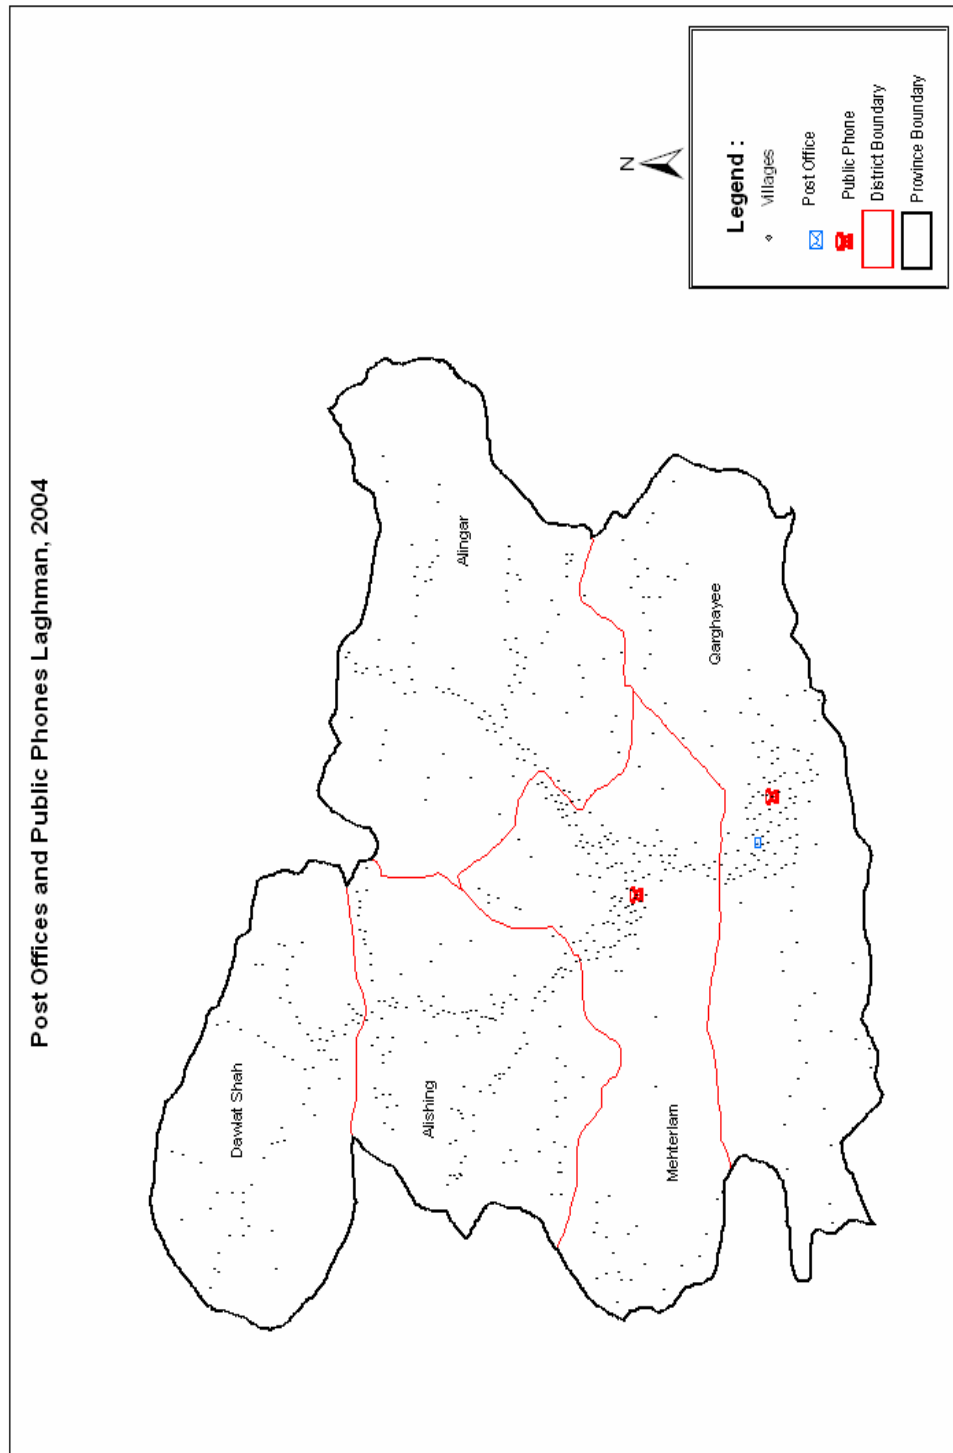 Post Offices and Public Phones Laghman, 2004
N
Legend :
Villages
Post Office
Public Phone
District Boundary
Province Boundary
Dawlat Shah
Alishing
Alingar
Mehterlam
Qarghayee